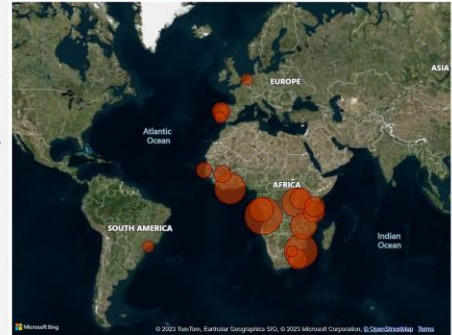 EUROPE
ASIA
Atlantic
Ocean
AFRICA
SOUTH AMERICA
Indian
Ocean
Microsoft Bing
© 2023 TomTom, Earthstar Geographics SIO, © 2023 Microsoft Corporation, © OpenStreetMap Terms